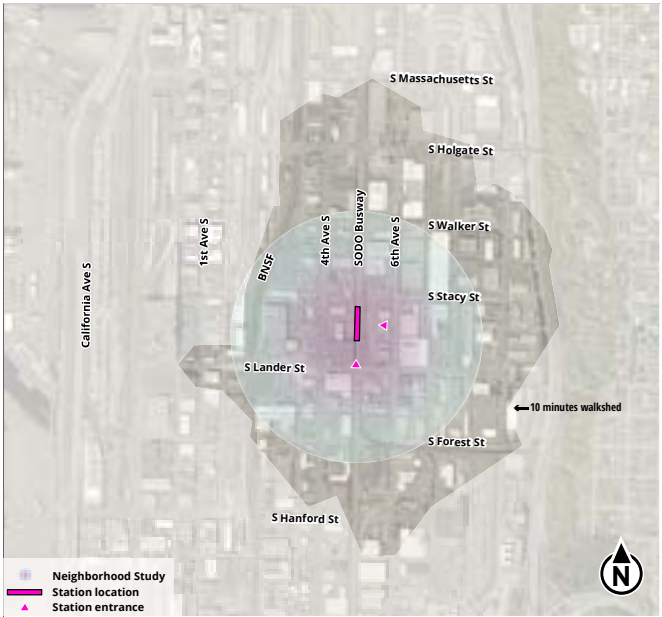 S Massachusetts St
S Holgate St
S Walker St
1st Ave S
4th Ave S
SODO Busway
6th Ave S
BNSF
California Ave S
S Stacy St
S Lander St
10 minutes walkshed
S Forest St
S Hanford St
Neighborhood Study
Station location
Station entrance
N